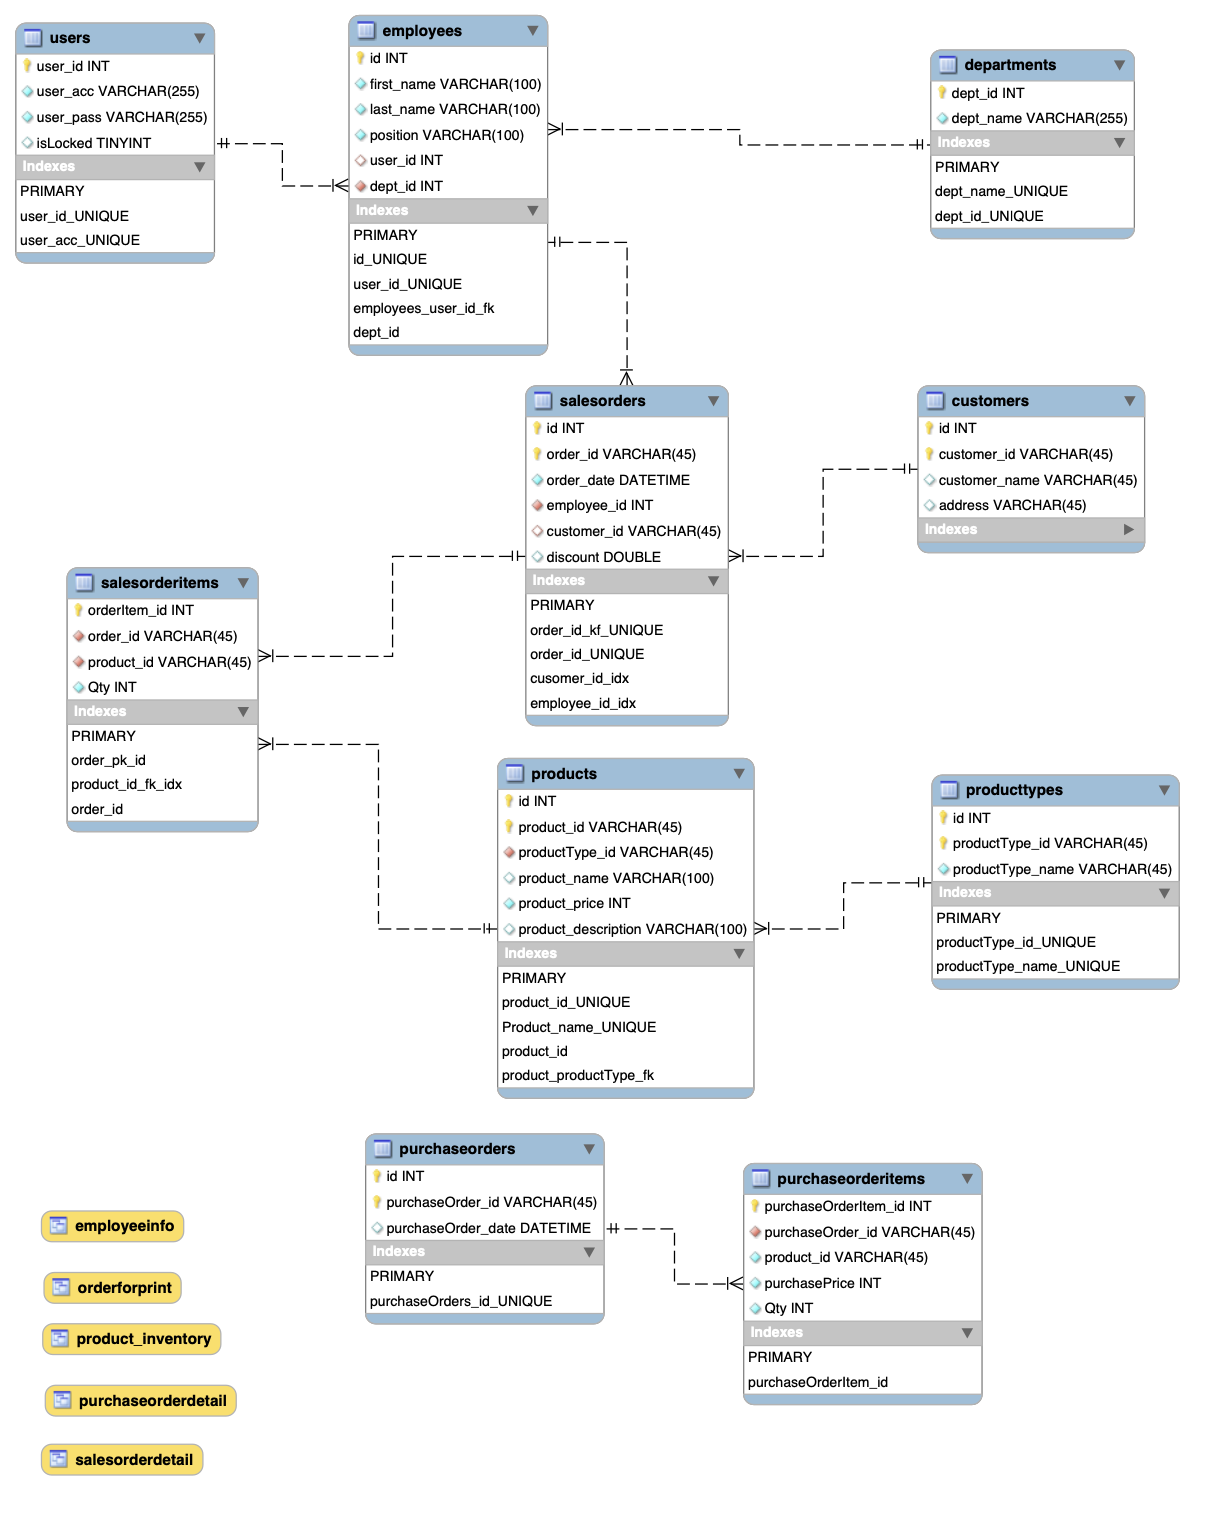 users
user_id INT
user_acc VARCHAR(255)
user_pass VARCHAR(255)
isLocked TINYINT
Indexes
PRIMARY
user_id_UNIQUE
user_acc_UNIQUE
employees
id INT
first_name VARCHAR(100)
last_name VARCHAR(100)
position VARCHAR(100)
user_id INT
dept_id INT
Indexes
PRIMARY
id_UNIQUE
user_id_UNIQUE
employees_user_id_fk
dept_id
departments
dept_id INT
dept_name VARCHAR(255)
Indexes
PRIMARY
dept_name_UNIQUE
dept_id_UNIQUE
salesorders
id INT
order_id VARCHAR(45)
order_date DATETIME
employee_id INT
customer_id VARCHAR(45)
discount DOUBLE
Indexes
PRIMARY
order_id_kf_UNIQUE
order_id_UNIQUE
cusomer_id_idx
employee_id_idx
customers
id INT
customer_id VARCHAR(45)
customer_name VARCHAR(45)
address VARCHAR(45)
Indexes
salesorderitems
orderItem_id INT
order_id VARCHAR(45)
product_id VARCHAR(45)
Qty INT
Indexes
PRIMARY
order_pk_id
product_id_fk_idx
order_id
products
id INT
product_id VARCHAR(45)
productType_id VARCHAR(45)
product_name VARCHAR(100)
product_price INT
product_description VARCHAR(100)
Indexes
PRIMARY
product_id_UNIQUE
Product_name_UNIQUE
product_id
product_productType_fk
producttypes
id INT
productType_id VARCHAR(45)
productType_name VARCHAR(45)
Indexes
PRIMARY
productType_id_UNIQUE
productType_name_UNIQUE
purchaseorders
id INT
purchaseOrder_id VARCHAR(45)
purchaseOrder_date DATETIME
Indexes
PRIMARY
purchaseOrders_id_UNIQUE
purchaseorderitems
purchaseOrderItem_id INT
purchaseOrder_id VARCHAR(45)
product_id VARCHAR(45)
purchasePrice INT
Qty INT
Indexes
PRIMARY
purchaseOrderItem_id
employeeinfo
orderforprint
product_inventory
purchaseorderdetail
salesorderdetail